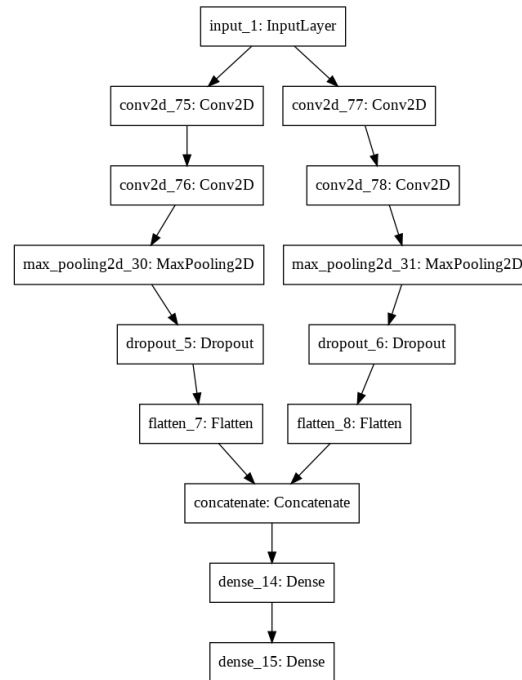 input_1: InputLayer
conv2d_75: Conv2D
conv2d_77: Conv2D
conv2d_76: Conv2D
conv2d_78: Conv2D
max_pooling2d_30: MaxPooling2D
max_pooling2d_31: MaxPooling2D
dropout_5: Dropout
dropout_6: Dropout
flatten_7: Flatten
flatten_8: Flatten
concatenate: Concatenate
dense_14: Dense
dense_15: Dense